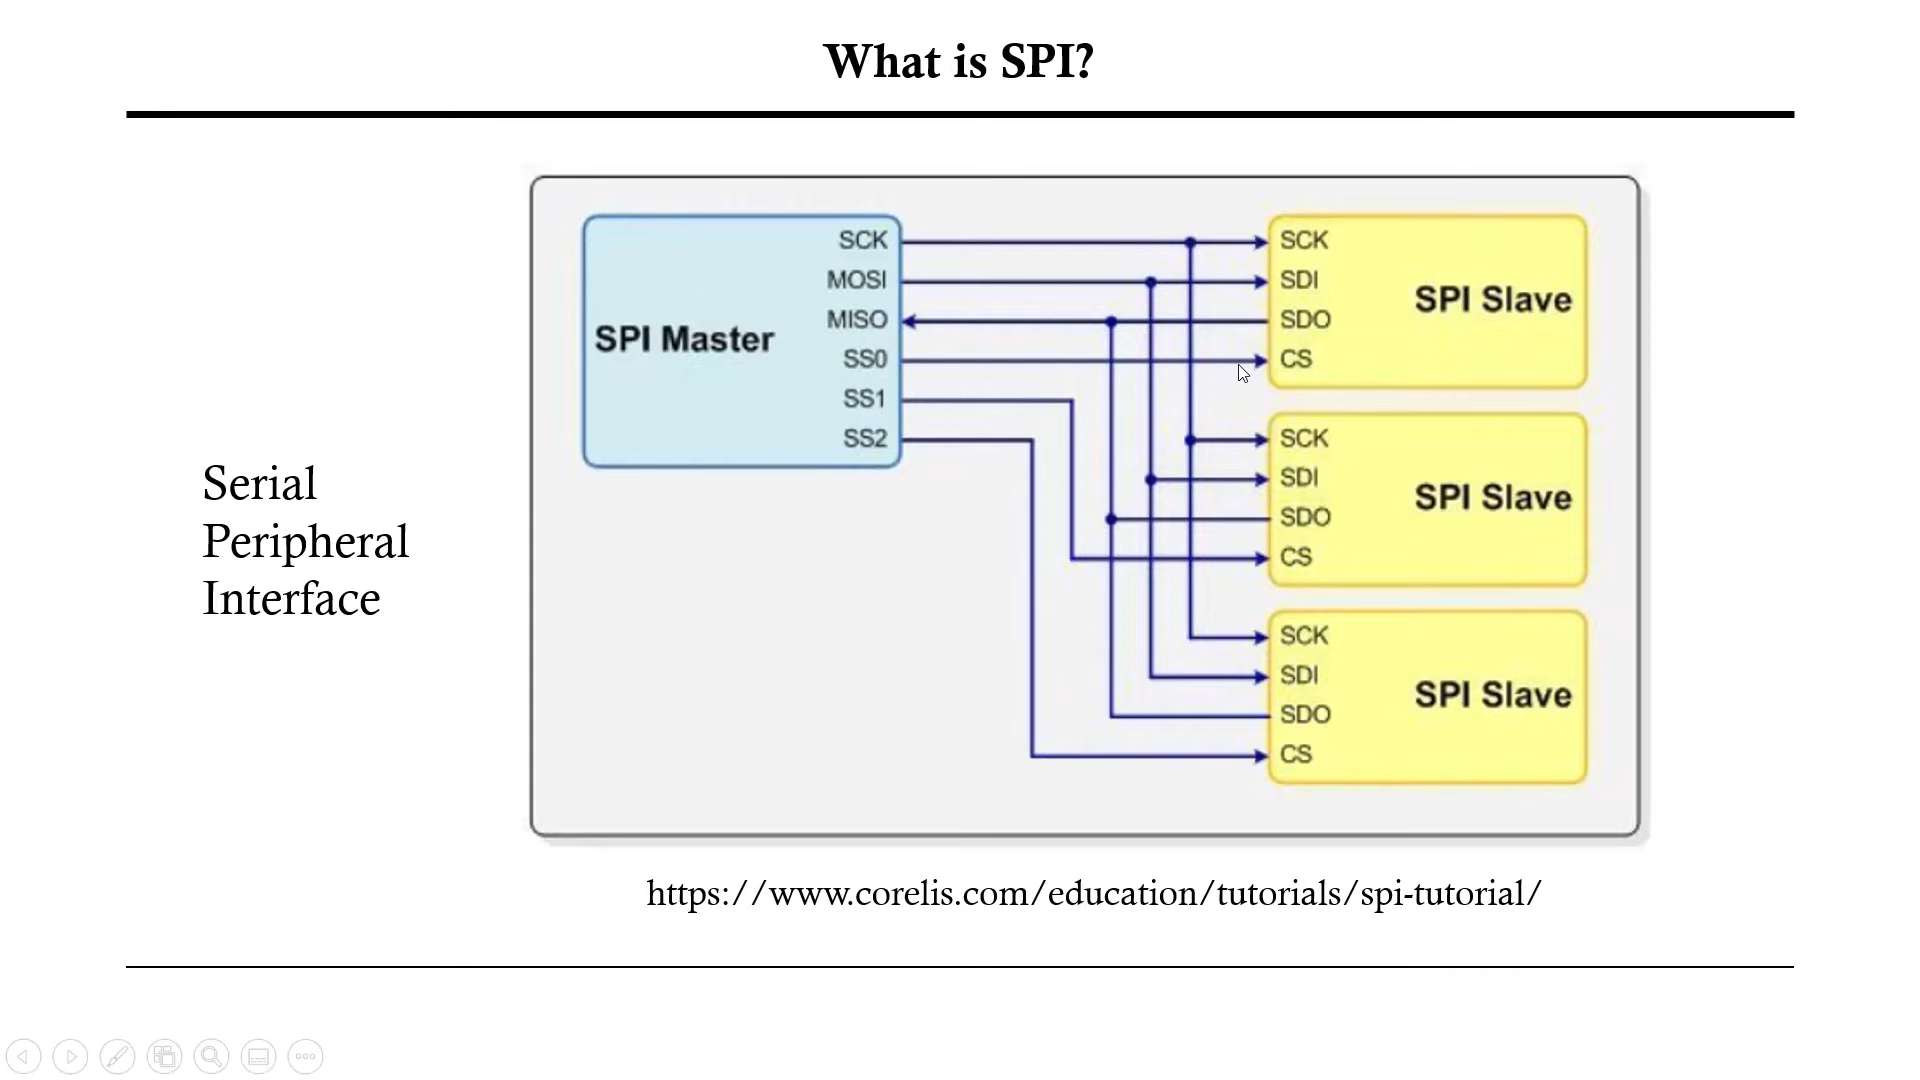 What is SPI?
Serial
Peripheral
Interface
SPI Master
SCK
MOSI
MISO
SS0
SS1
SS2
SCK
SDI
SDO
CS
SPI Slave
SCK
SDI
SDO
CS
SPI Slave
SCK
SDI
SDO
CS
SPI Slave
https://www.corelis.com/education/tutorials/spi-tutorial/